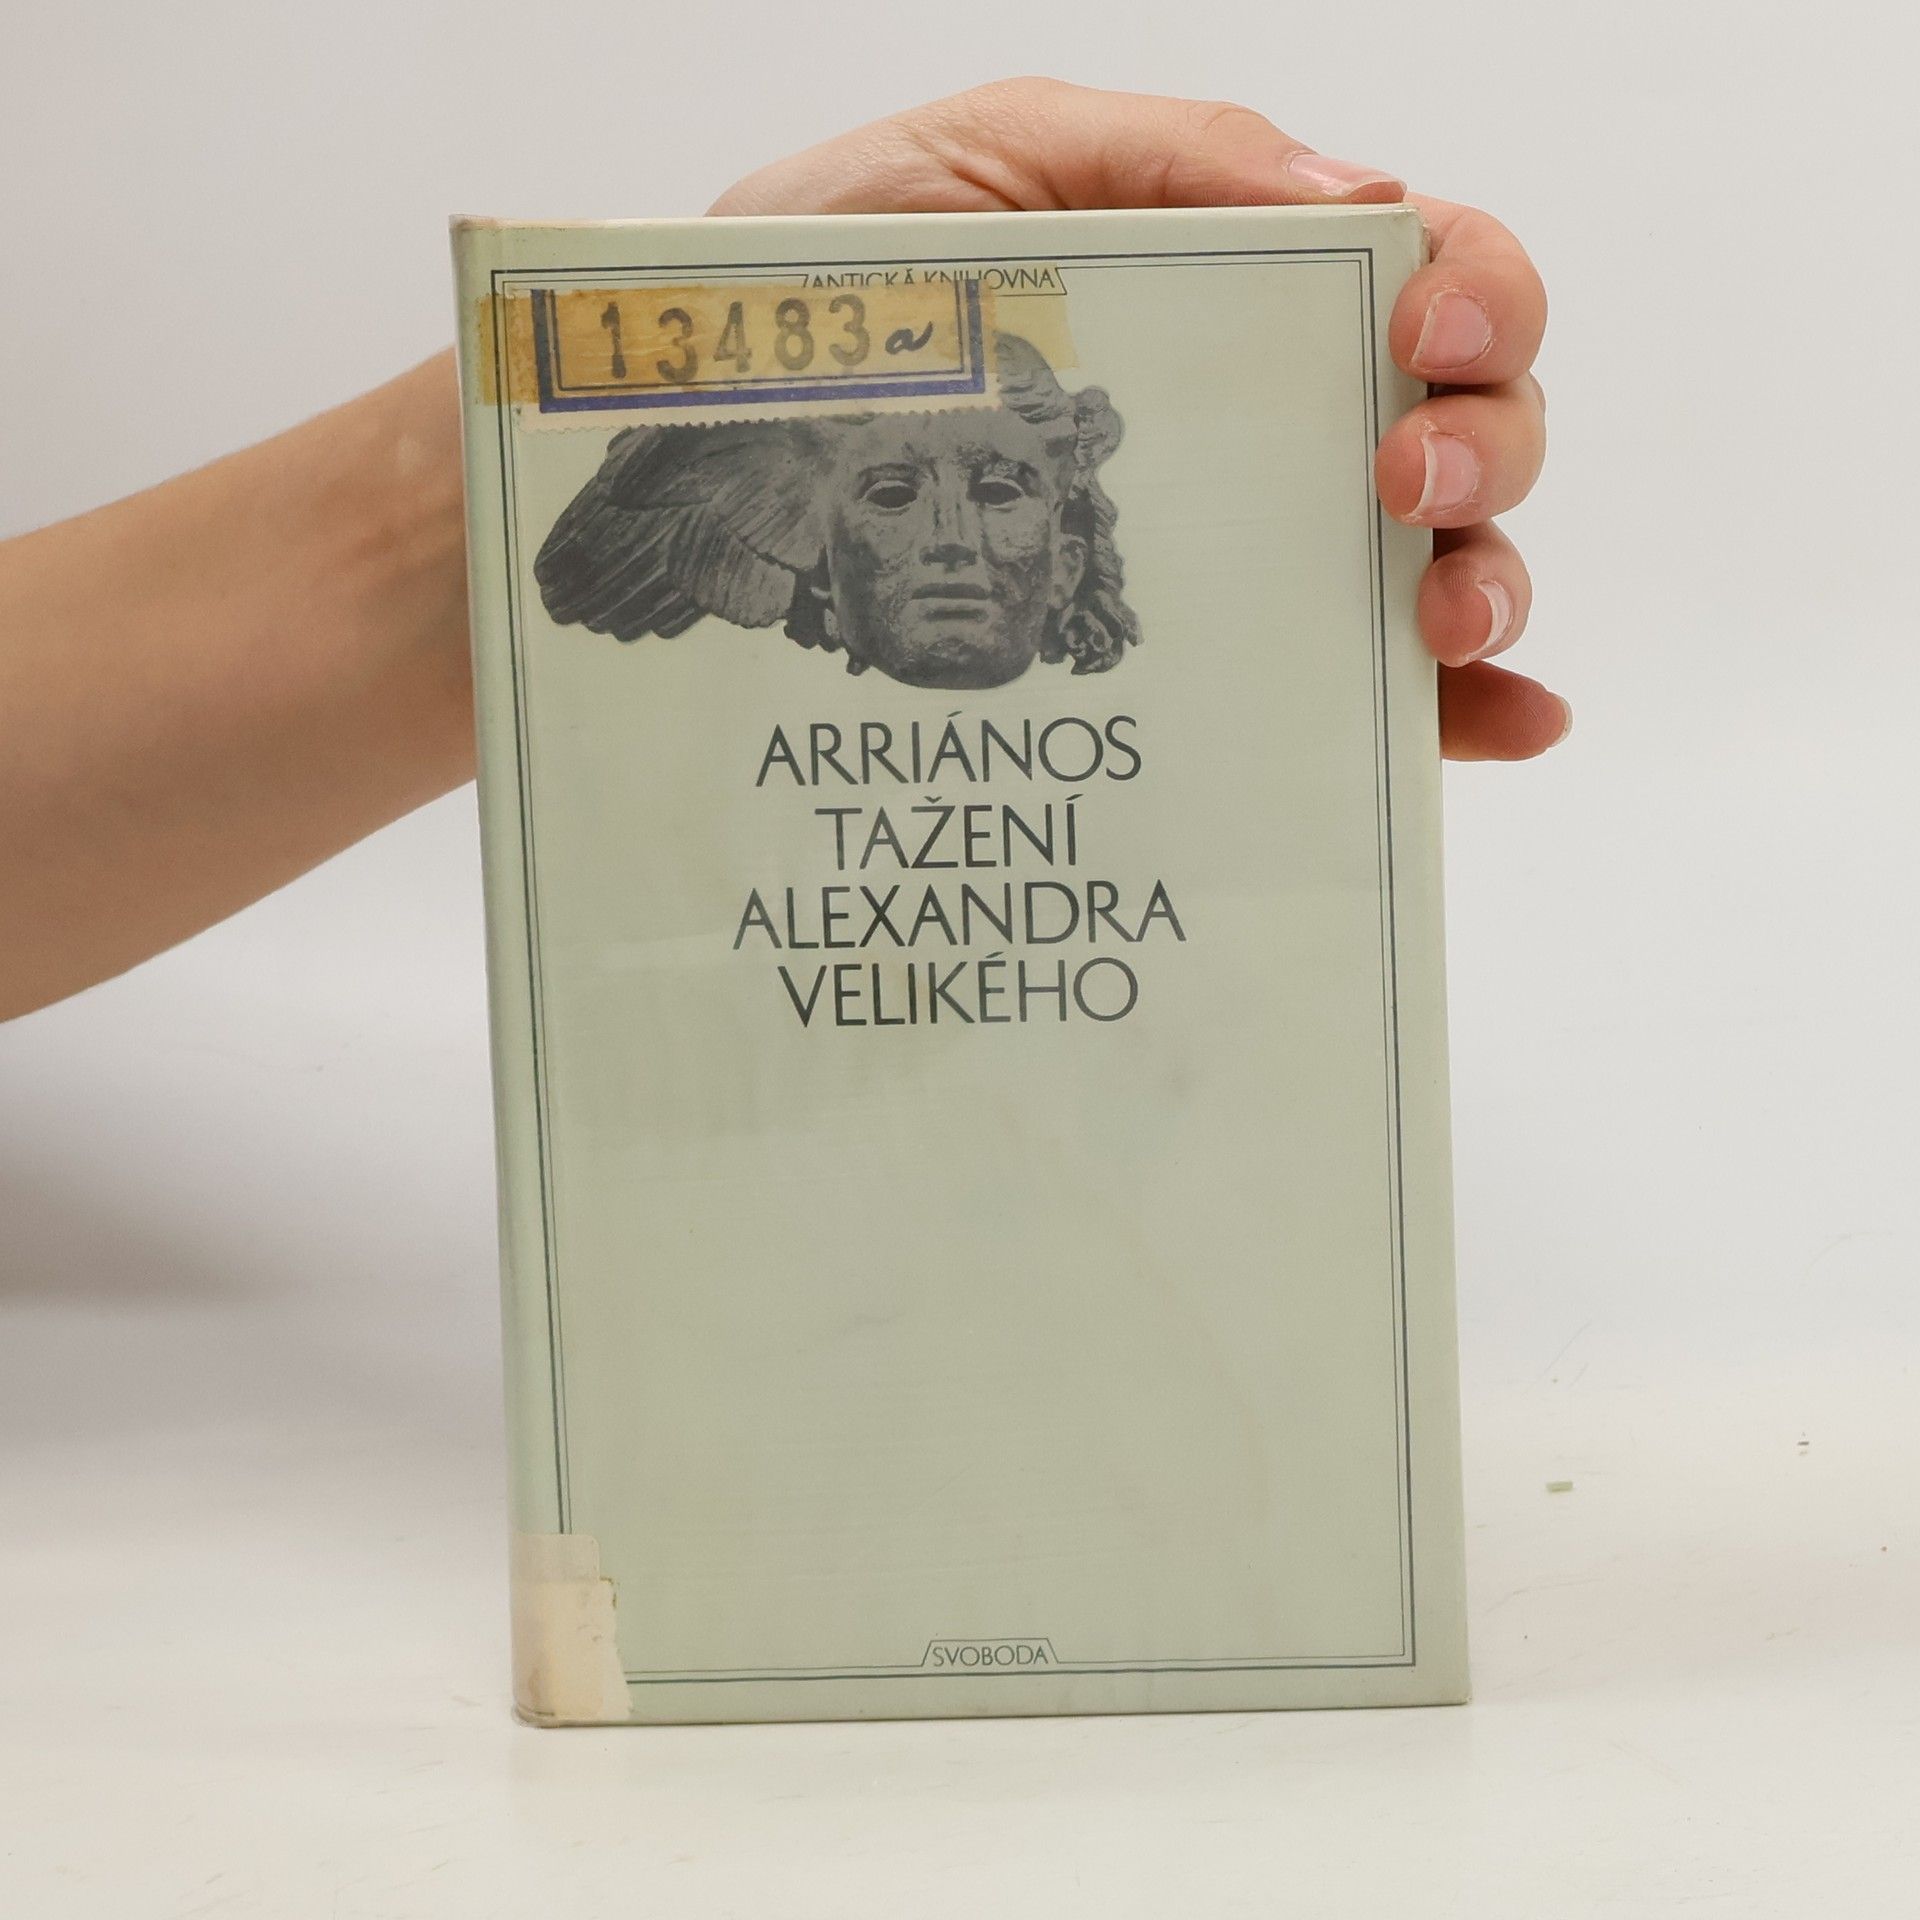 ANTICKÁ KNIHOVNA
13483a
ARRIÁNOS
TAŽENÍ
ALEXANDRA
VELIKÉHO
SVOBODA